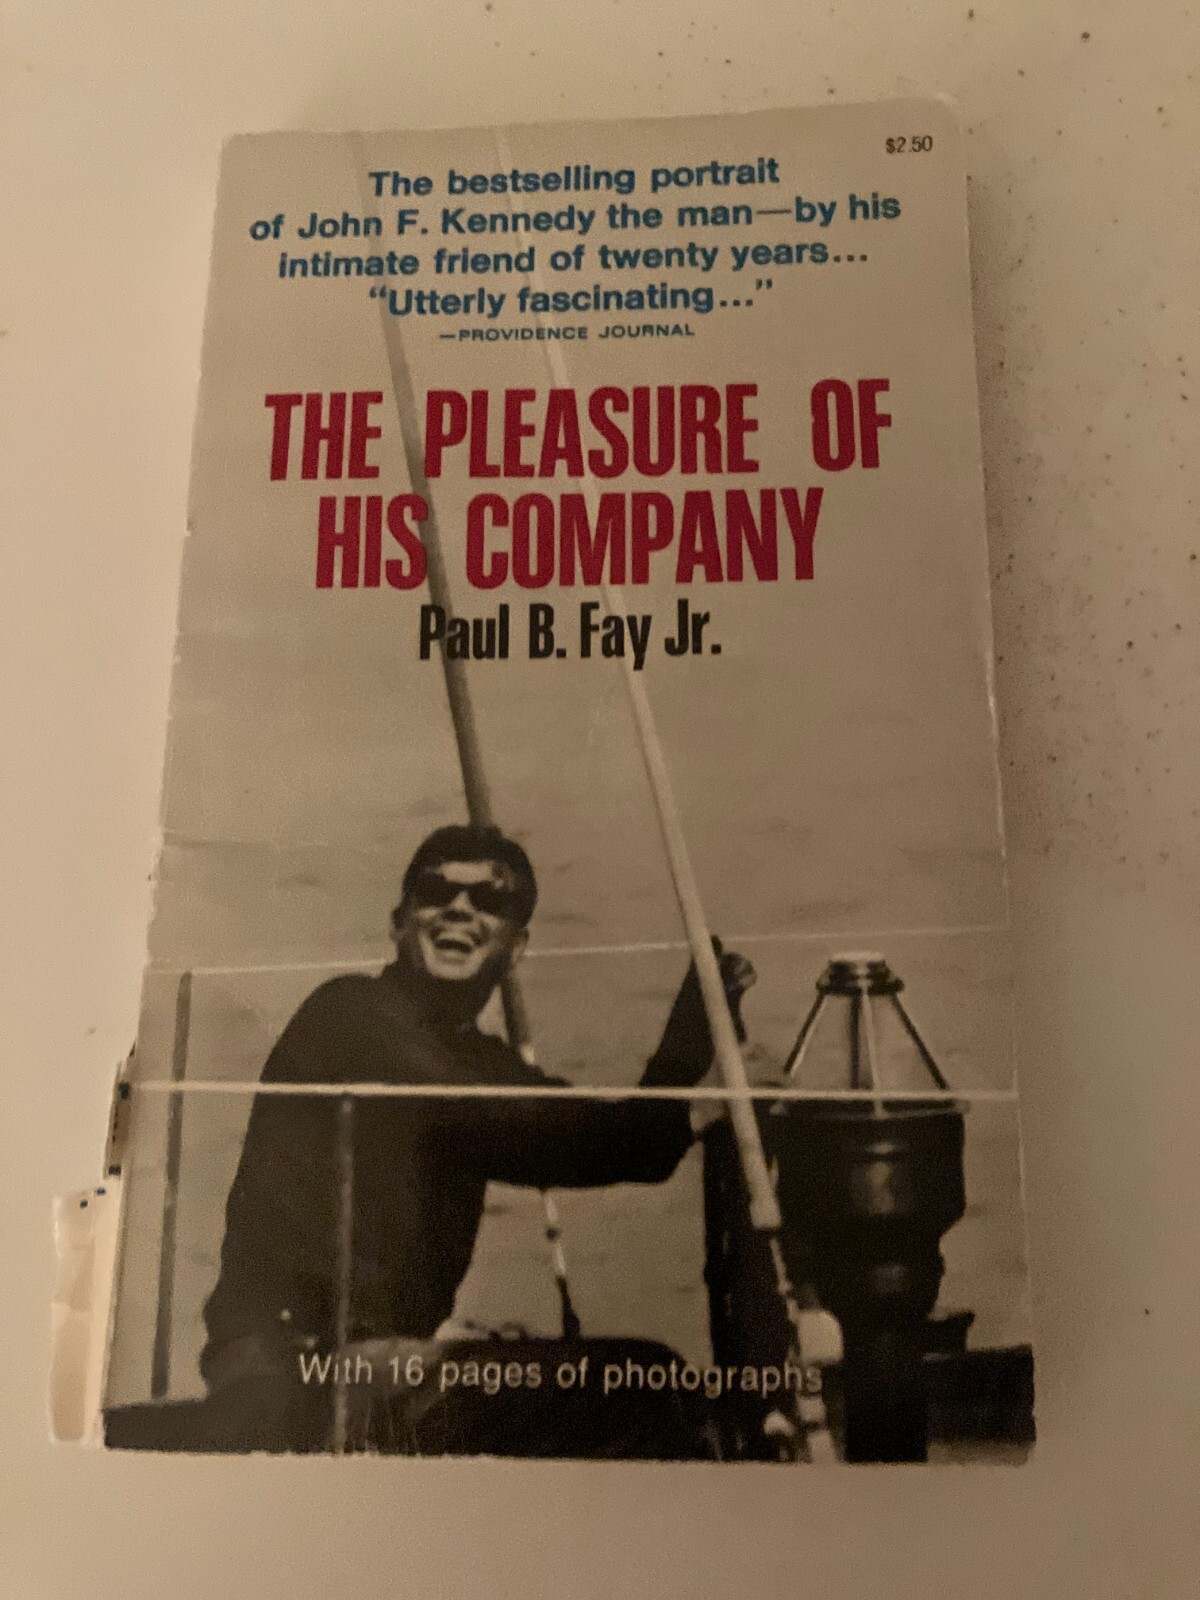 $2.50
The bestselling portrait
of John F. Kennedy the man—by his
intimate friend of twenty years...
“Utterly fascinating...”
—PROVIDENCE JOURNAL
THE PLEASURE OF
HIS COMPANY
Paul B. Fay Jr.
With 16 pages of photographs